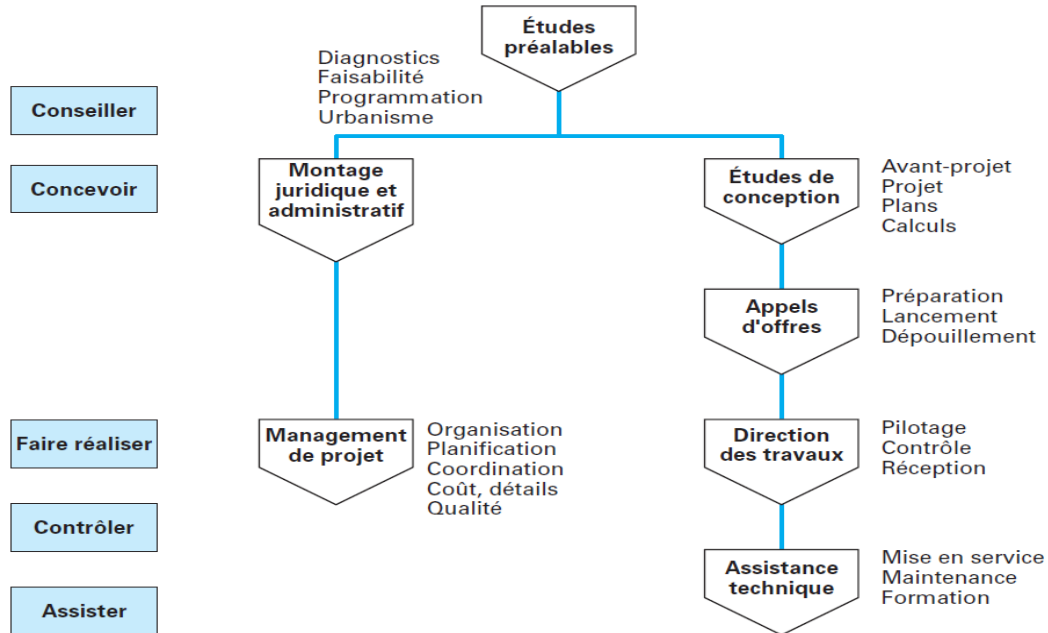 Études
préalables
Diagnostics
Faisabilité
Programmation
Urbanisme
Conseiller
Concevoir
Montage
juridique et
administratif
Études de
conception
Avant-projet
Projet
Plans
Calculs
Appels
d'offres
Préparation
Lancement
Dépouillement
Faire réaliser
Management
de projet
Organisation
Planification
Coordination
Coût, détails
Qualité
Direction
des travaux
Pilotage
Contrôle
Réception
Contrôler
Assistance
technique
Mise en service
Maintenance
Formation
Assister